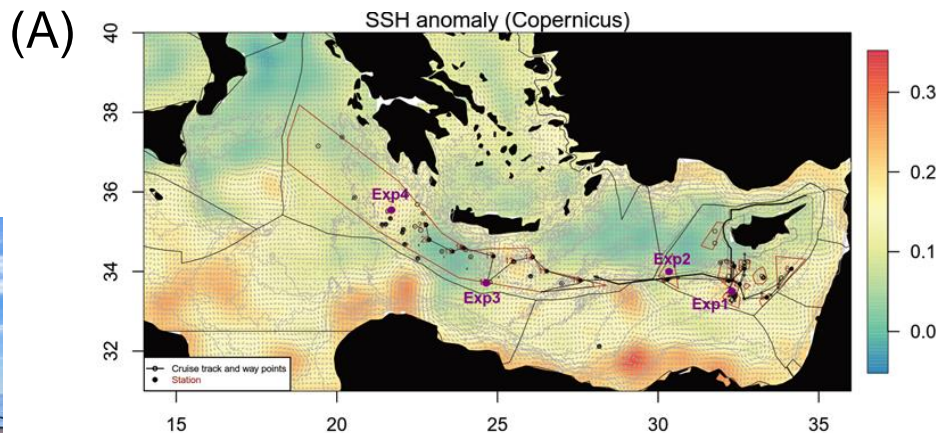 (A)
SSH anomaly (Copernicus)
40
38
36
34
32
Exp4
Exp2
Exp3
Exp1
Cruise track and way points
Station
15
20
25
30
35
0.3
0.2
0.1
0.0